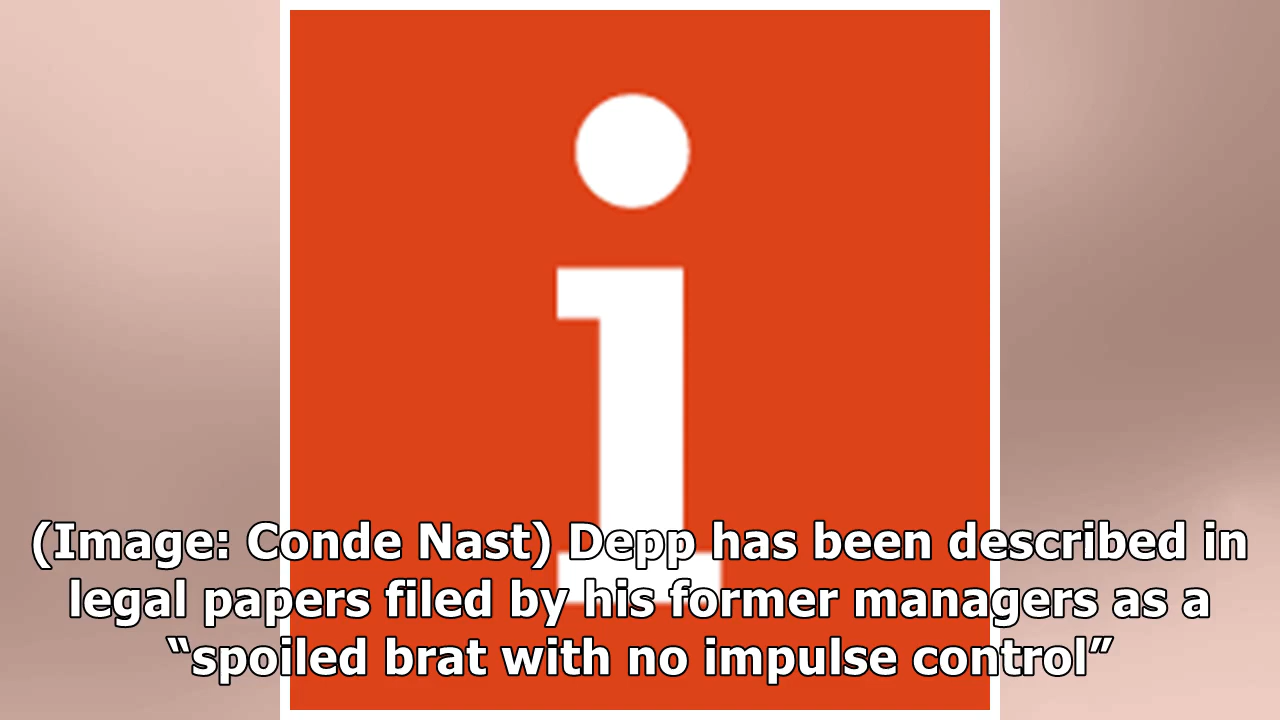 i
(Image: Conde Nast) Depp has been described in
legal papers filed by his former managers as a
“spoiled brat with no impulse control”